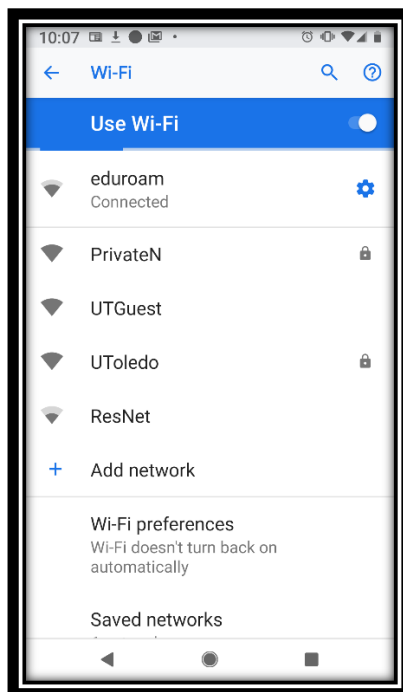 10:07
Wi-Fi
Use Wi-Fi
eduroam
Connected
PrivateN
UTGuest
UToledo
ResNet
+ Add network
Wi-Fi preferences
Wi-Fi doesn't turn back on
automatically
Saved networks